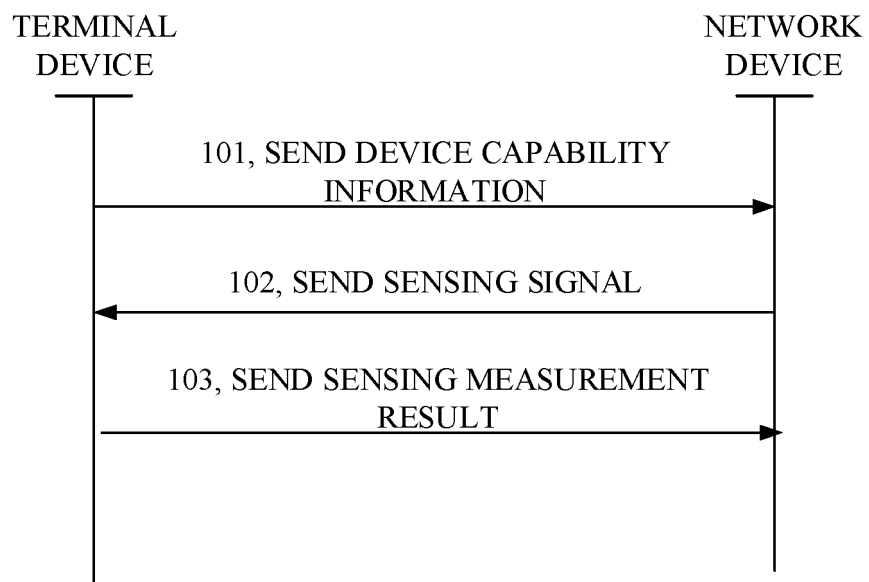 TERMINAL
DEVICE
NETWORK
DEVICE
101, SEND DEVICE CAPABILITY
INFORMATION
102, SEND SENSING SIGNAL
103, SEND SENSING MEASUREMENT
RESULT